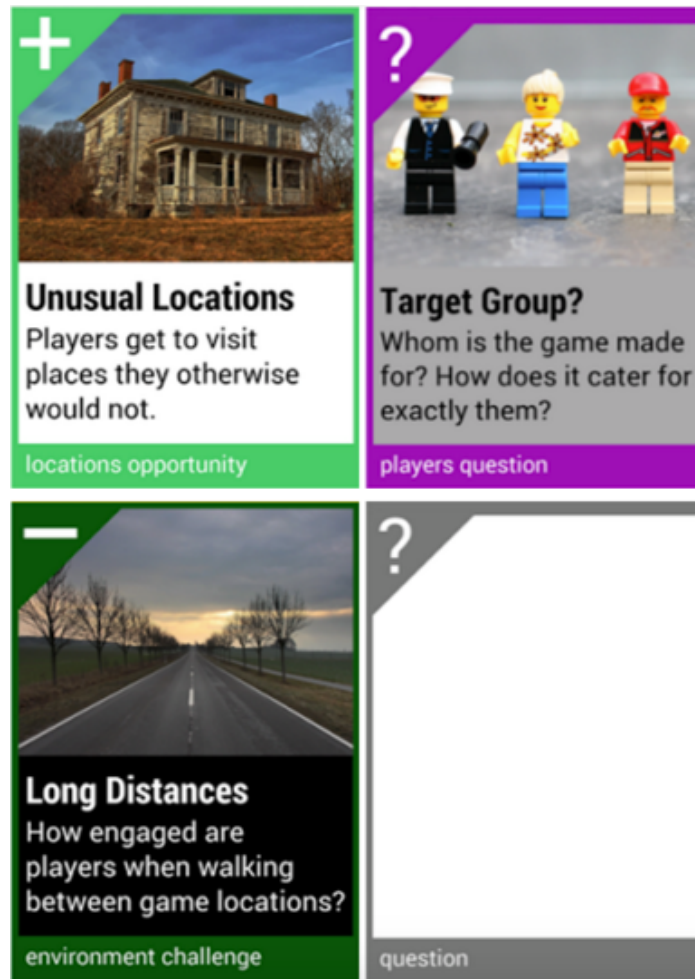 +
Unusual Locations
Players get to visit
places they otherwise
would not.
locations opportunity
?
Target Group?
Whom is the game made
for? How does it cater for
exactly them?
players question
−
Long Distances
How engaged are
players when walking
between game locations?
environment challenge
?
question